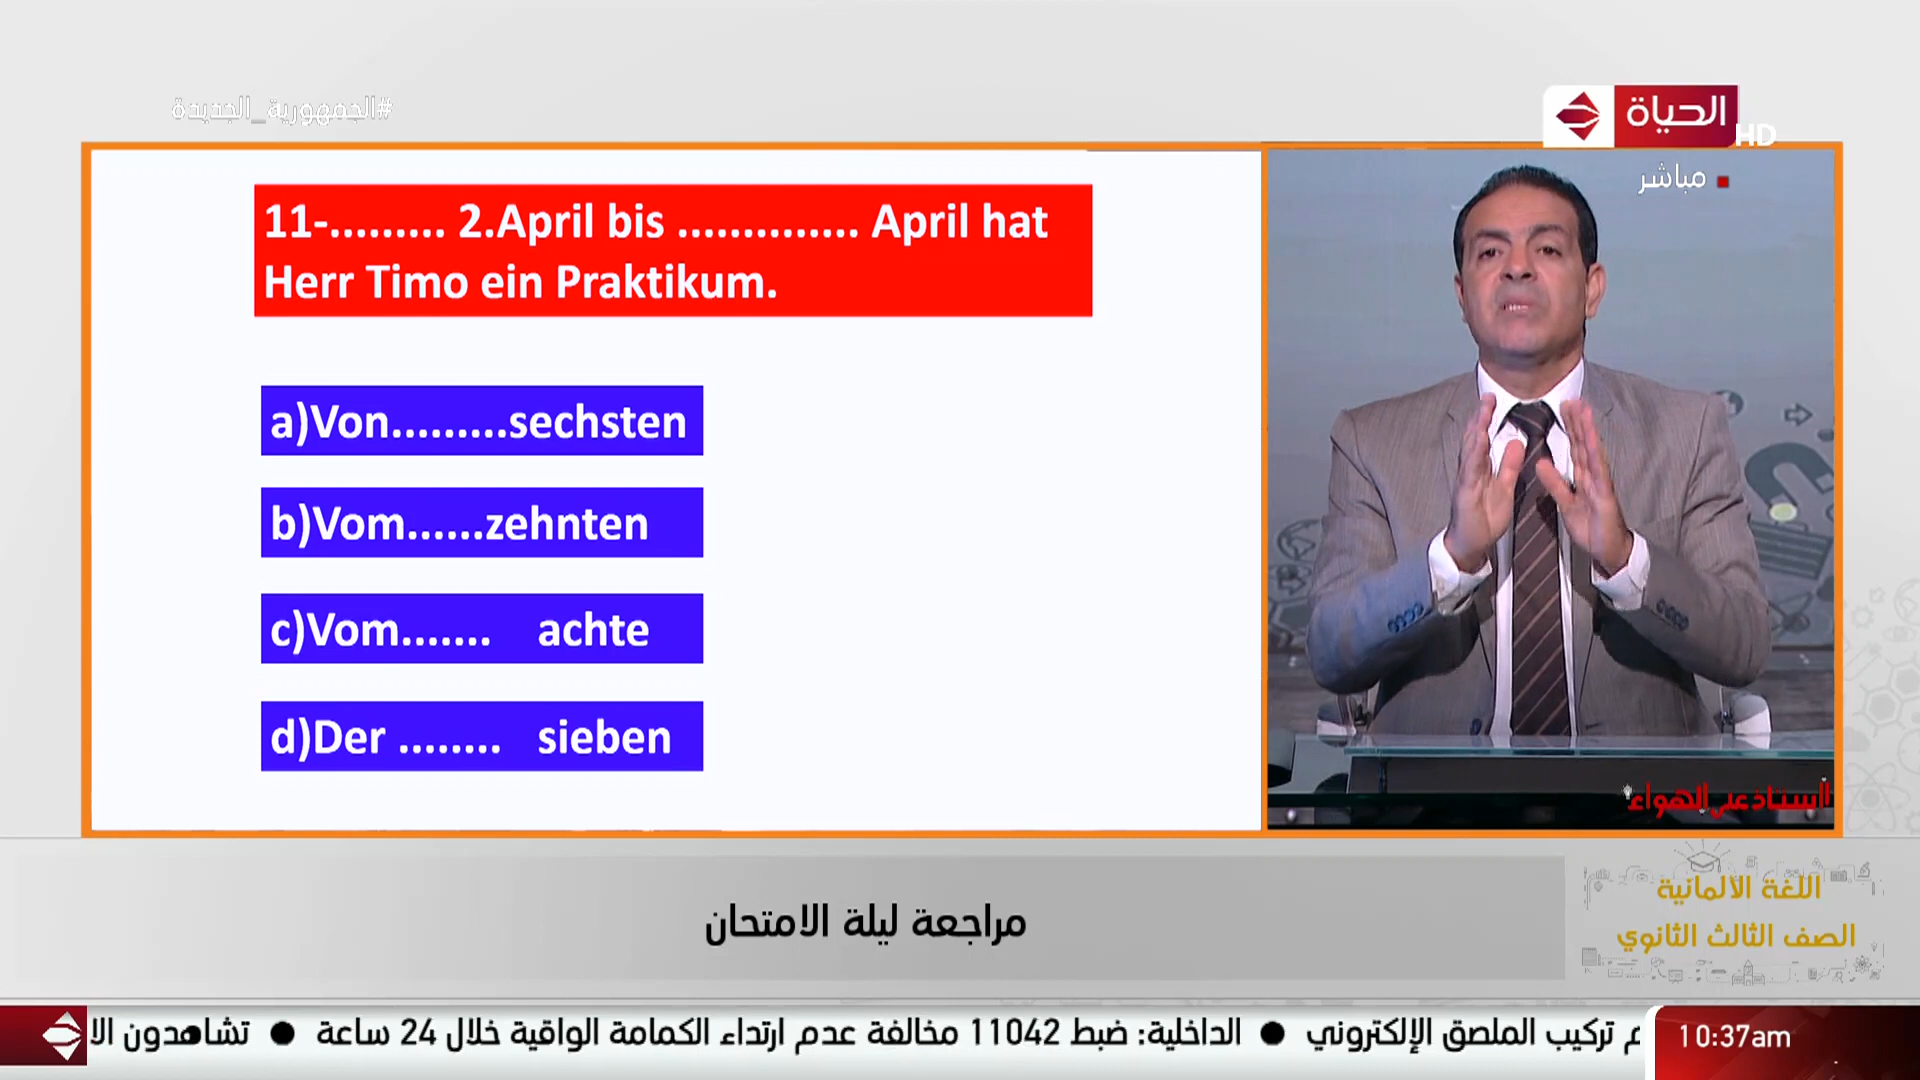 #الجمهورية_الجديدة
الحياة
HD
مباشر
11-......... 2.April bis .............. April hat
Herr Timo ein Praktikum.
a)Von.........sechsten
b)Vom......zehnten
c)Vom....... achte
d)Der ........ sieben
أستاذ على الهواء
اللغة الألمانية
الصف الثالث الثانوي
مراجعة ليلة الامتحان
م تركيب الملصق الإلكتروني ● الداخلية: ضبط 11042 مخالفة عدم ارتداء الكمامة الواقية خلال 24 ساعة ● تشاهدون الا
10:37am